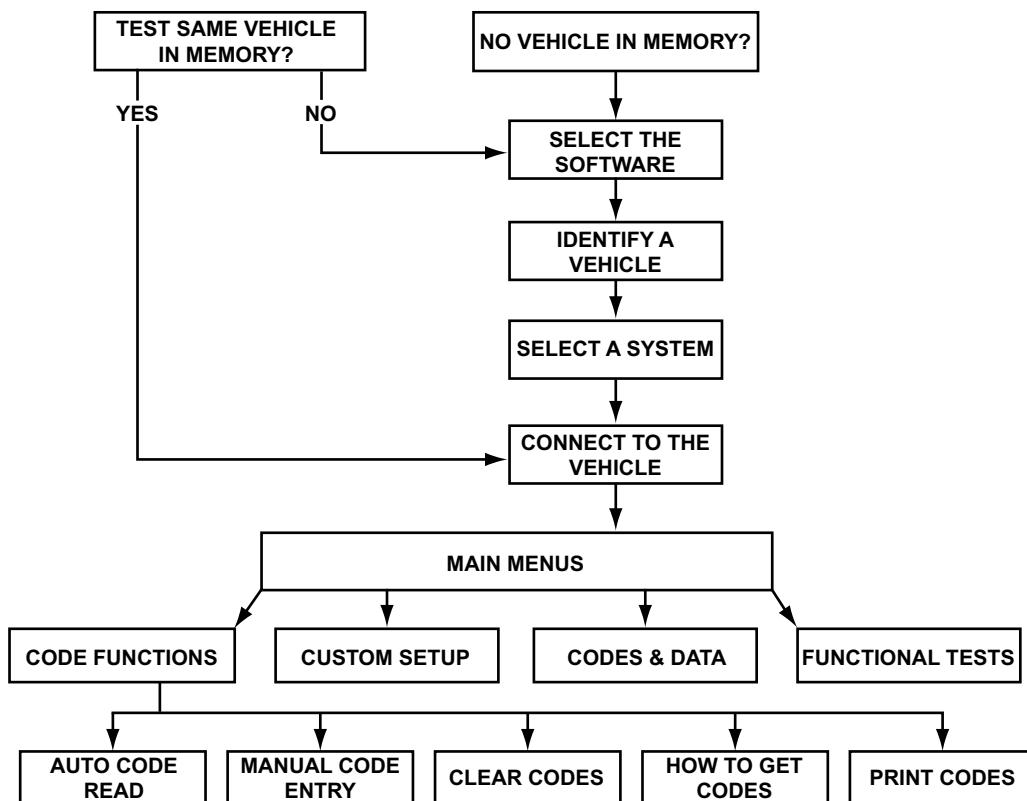 TEST SAME VEHICLE
IN MEMORY?
NO VEHICLE IN MEMORY?
YES
NO
SELECT THE
SOFTWARE
IDENTIFY A
VEHICLE
SELECT A SYSTEM
CONNECT TO THE
VEHICLE
MAIN MENUS
CODE FUNCTIONS
CUSTOM SETUP
CODES & DATA
FUNCTIONAL TESTS
AUTO CODE
READ
MANUAL CODE
ENTRY
CLEAR CODES
HOW TO GET
CODES
PRINT CODES